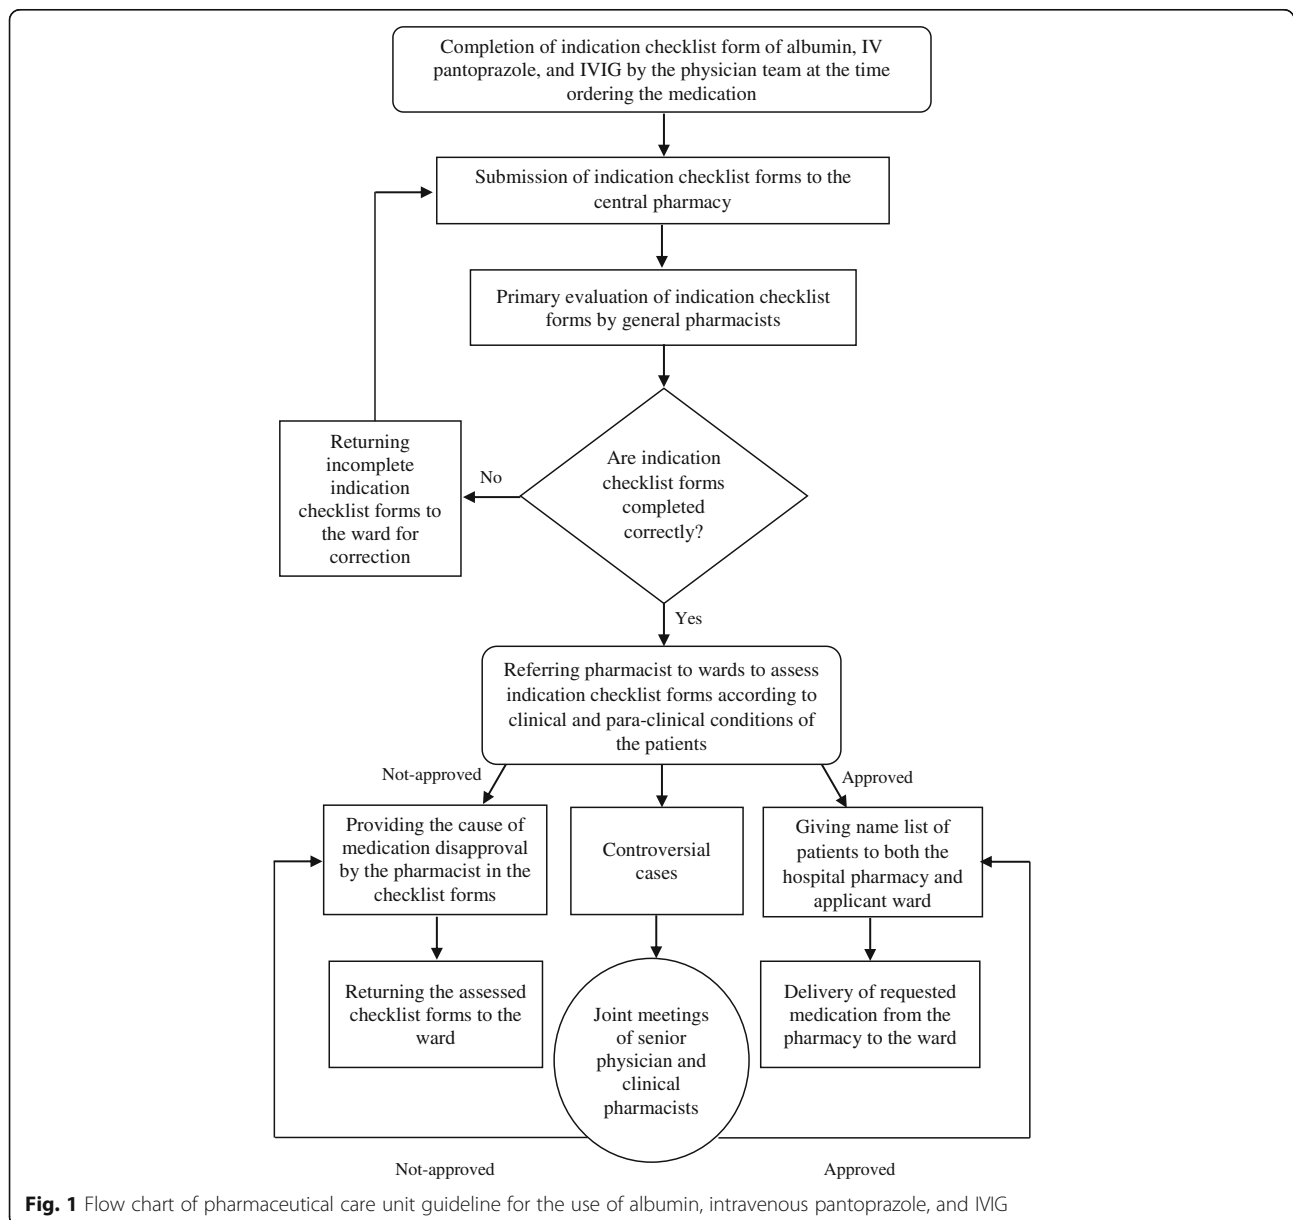 Completion of indication checklist form of albumin, IV
pantoprazole, and IVIG by the physician team at the time
ordering the medication
Submission of indication checklist forms to the
central pharmacy
Primary evaluation of indication checklist
forms by general pharmacists
Returning
incomplete
indication
checklist forms to
the ward for
correction
No
Are indication
checklist forms
completed
correctly?
Yes
Referring pharmacist to wards to assess
indication checklist forms according to
clinical and para-clinical conditions of
the patients
Not-approved
Approved
Providing the cause of
medication disapproval
by the pharmacist in the
checklist forms
Controversial
cases
Giving name list of
patients to both the
hospital pharmacy and
applicant ward
Returning the assessed
checklist forms to the
ward
Joint meetings
of senior
physician and
clinical
pharmacists
Delivery of requested
medication from the
pharmacy to the ward
Not-approved
Approved
Fig. 1 Flow chart of pharmaceutical care unit guideline for the use of albumin, intravenous pantoprazole, and IVIG